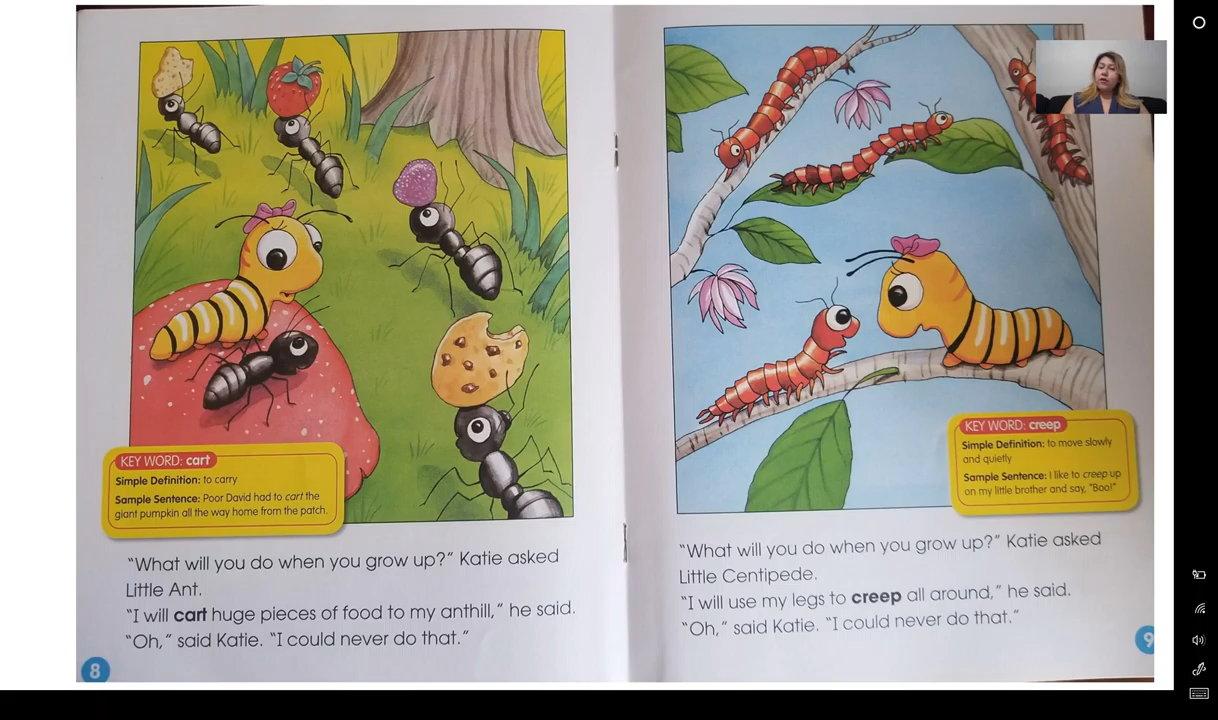 KEY WORD: cart
Simple Definition: to carry
Sample Sentence: Poor David had to cart the
giant pumpkin all the way home from the patch.
"What will you do when you grow up?" Katie asked
Little Ant.
"I will cart huge pieces of food to my anthill," he said.
"Oh," said Katie. "I could never do that."
8
KEY WORD: creep
Simple Definition: to move slowly
and quietly
Sample Sentence: I like to creep up
on my little brother and say, "Boo!"
"What will you do when you grow up?" Katie asked
Little Centipede.
"I will use my legs to creep all around," he said.
"Oh," said Katie. "I could never do that."
9